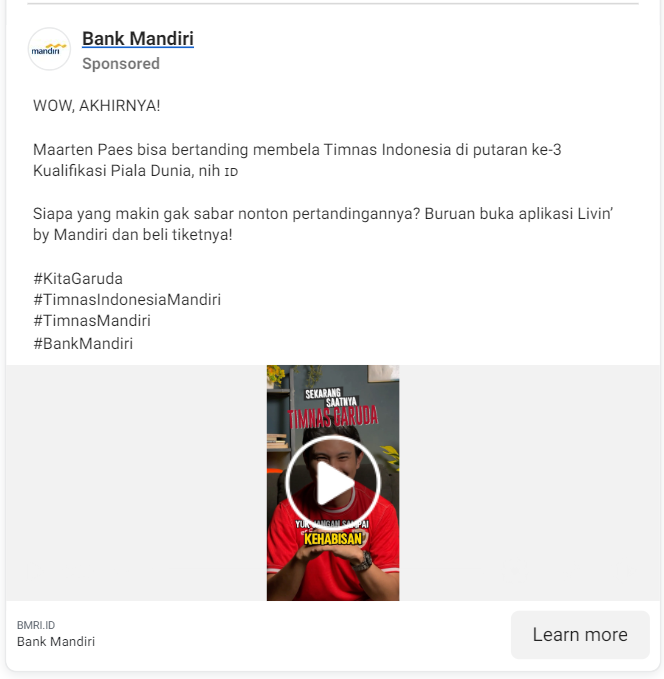 mandiri
Bank Mandiri
Sponsored
WOW, AKHIRNYA!
Maarten Paes bisa bertanding membela Timnas Indonesia di putaran ke-3
Kualifikasi Piala Dunia, nih ɪᴅ
Siapa yang makin gak sabar nonton pertandingannya? Buruan buka aplikasi Livin’
by Mandiri dan beli tiketnya!
#KitaGaruda
#TimnasIndonesiaMandiri
#TimnasMandiri
#BankMandiri
SEKARANG
SAATNYA
TIMNAS GARUDA
YUK JANGAN SAMPAI
KEHABISAN
BMRI.ID
Bank Mandiri
Learn more